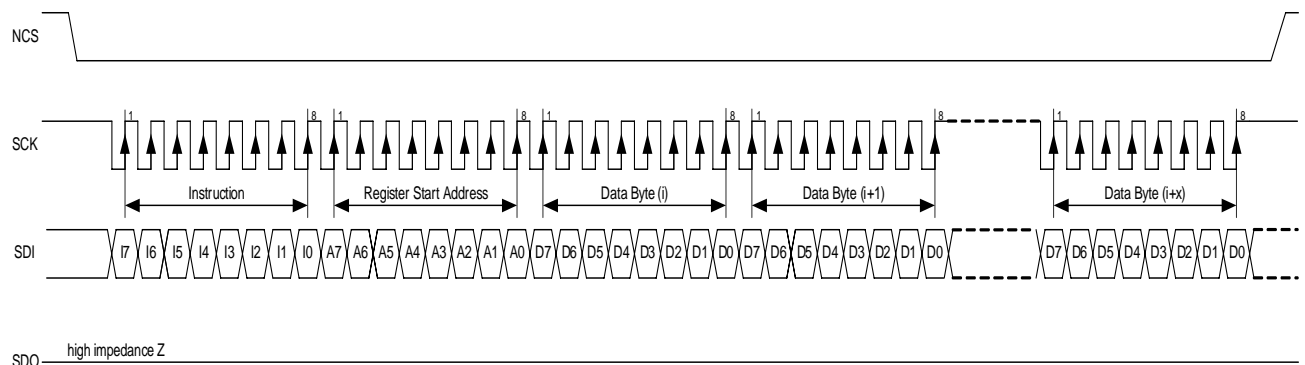 NCS
1 8 1 8 1 8 1 8 1 8
SCK
Instruction Register Start Address Data Byte (i) Data Byte (i+1) Data Byte (i+x)
SDI I7 I6 I5 I4 I3 I2 I1 I0 A7 A6 A5 A4 A3 A2 A1 A0 D7 D6 D5 D4 D3 D2 D1 D0 D7 D6 D5 D4 D3 D2 D1 D0 D7 D6 D5 D4 D3 D2 D1 D0
high impedance Z
SDO